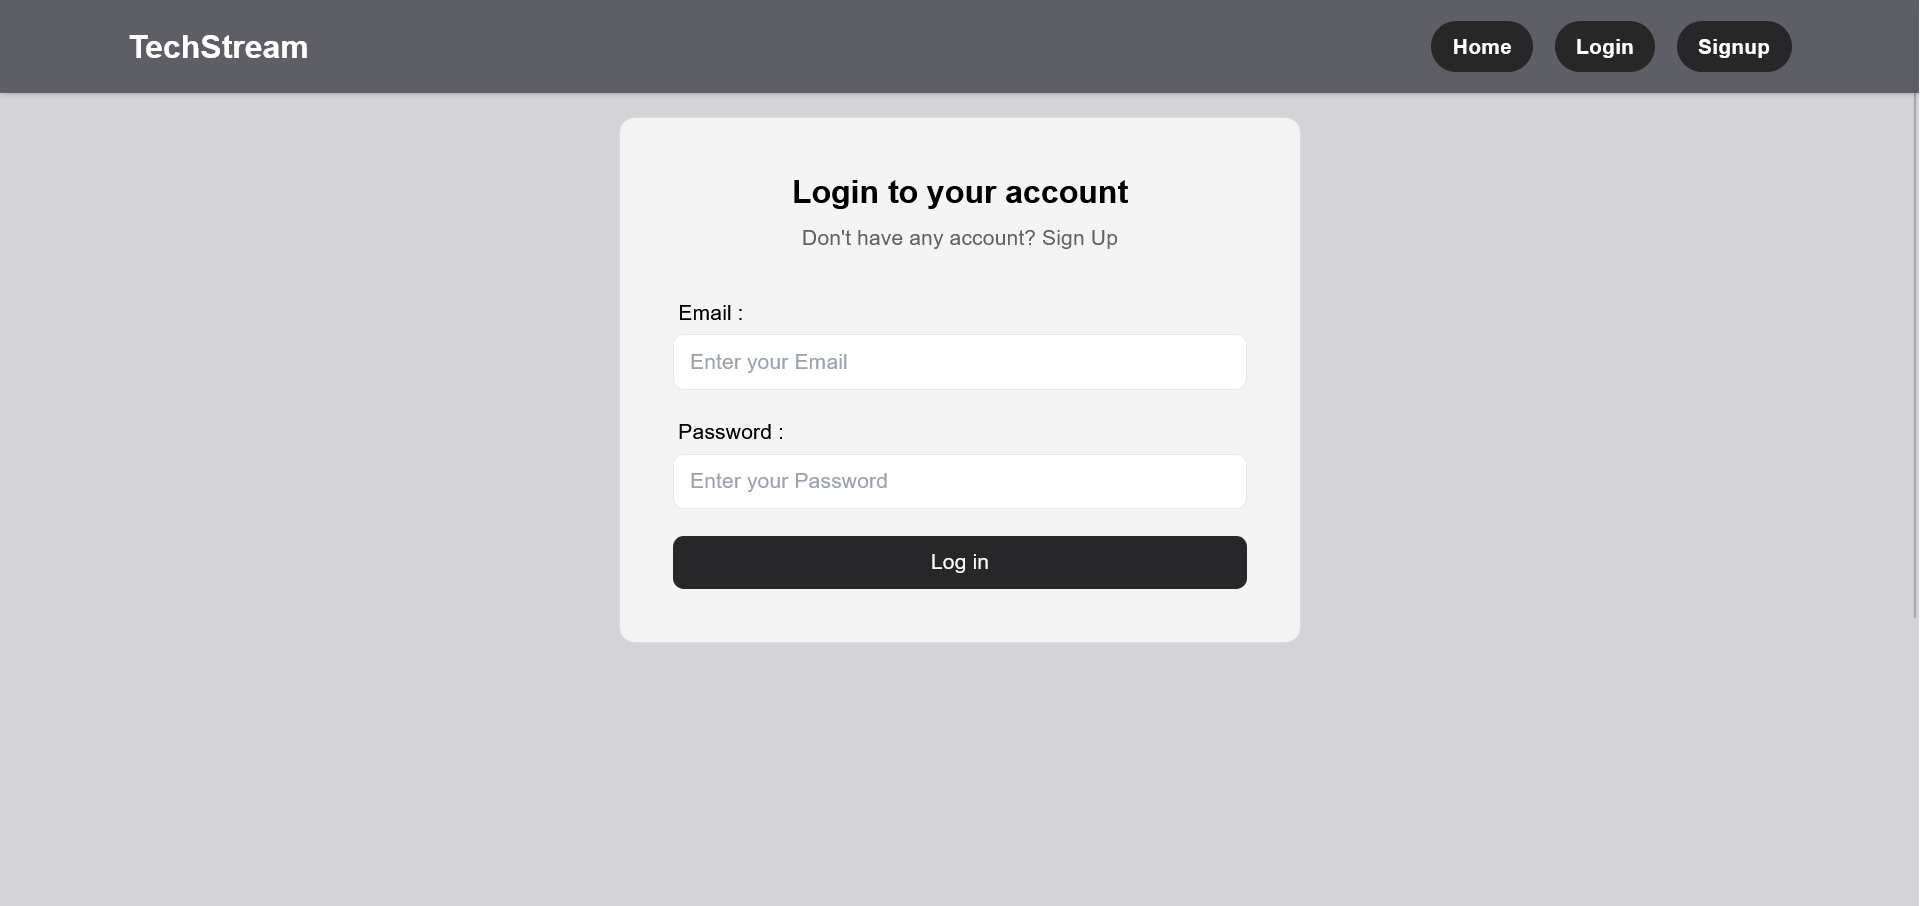 TechStream
Home
Login
Signup
Login to your account
Don't have any account? Sign Up
Email :
Enter your Email
Password :
Enter your Password
Log in